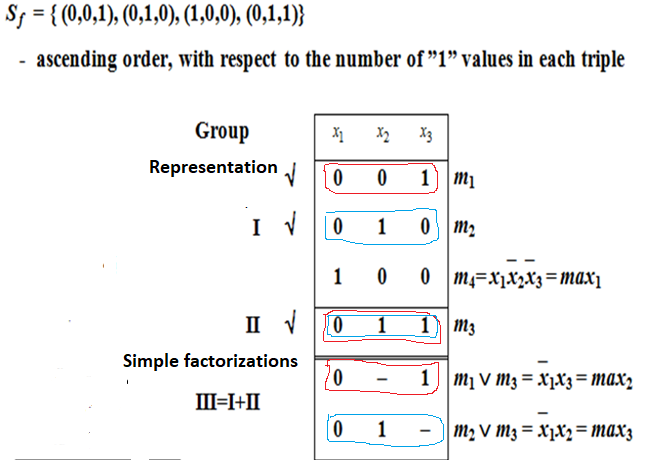 S_f = { (0,0,1), (0,1,0), (1,0,0), (0,1,1)}
- ascending order, with respect to the number of "1" values in each triple
Group x₁ x₂ x₃
Representation √ 0 0 1 m₁
I √ 0 1 0 m₂
1 0 0 m₄=x₁x̅₂x̅₃=max₁
II √ 0 1 1 m₃
Simple factorizations
0 – 1 m₁ ∨ m₃ = x̅₁x₃ = max₂
III=I+II
0 1 – m₂ ∨ m₃ = x̅₁x₂ = max₃